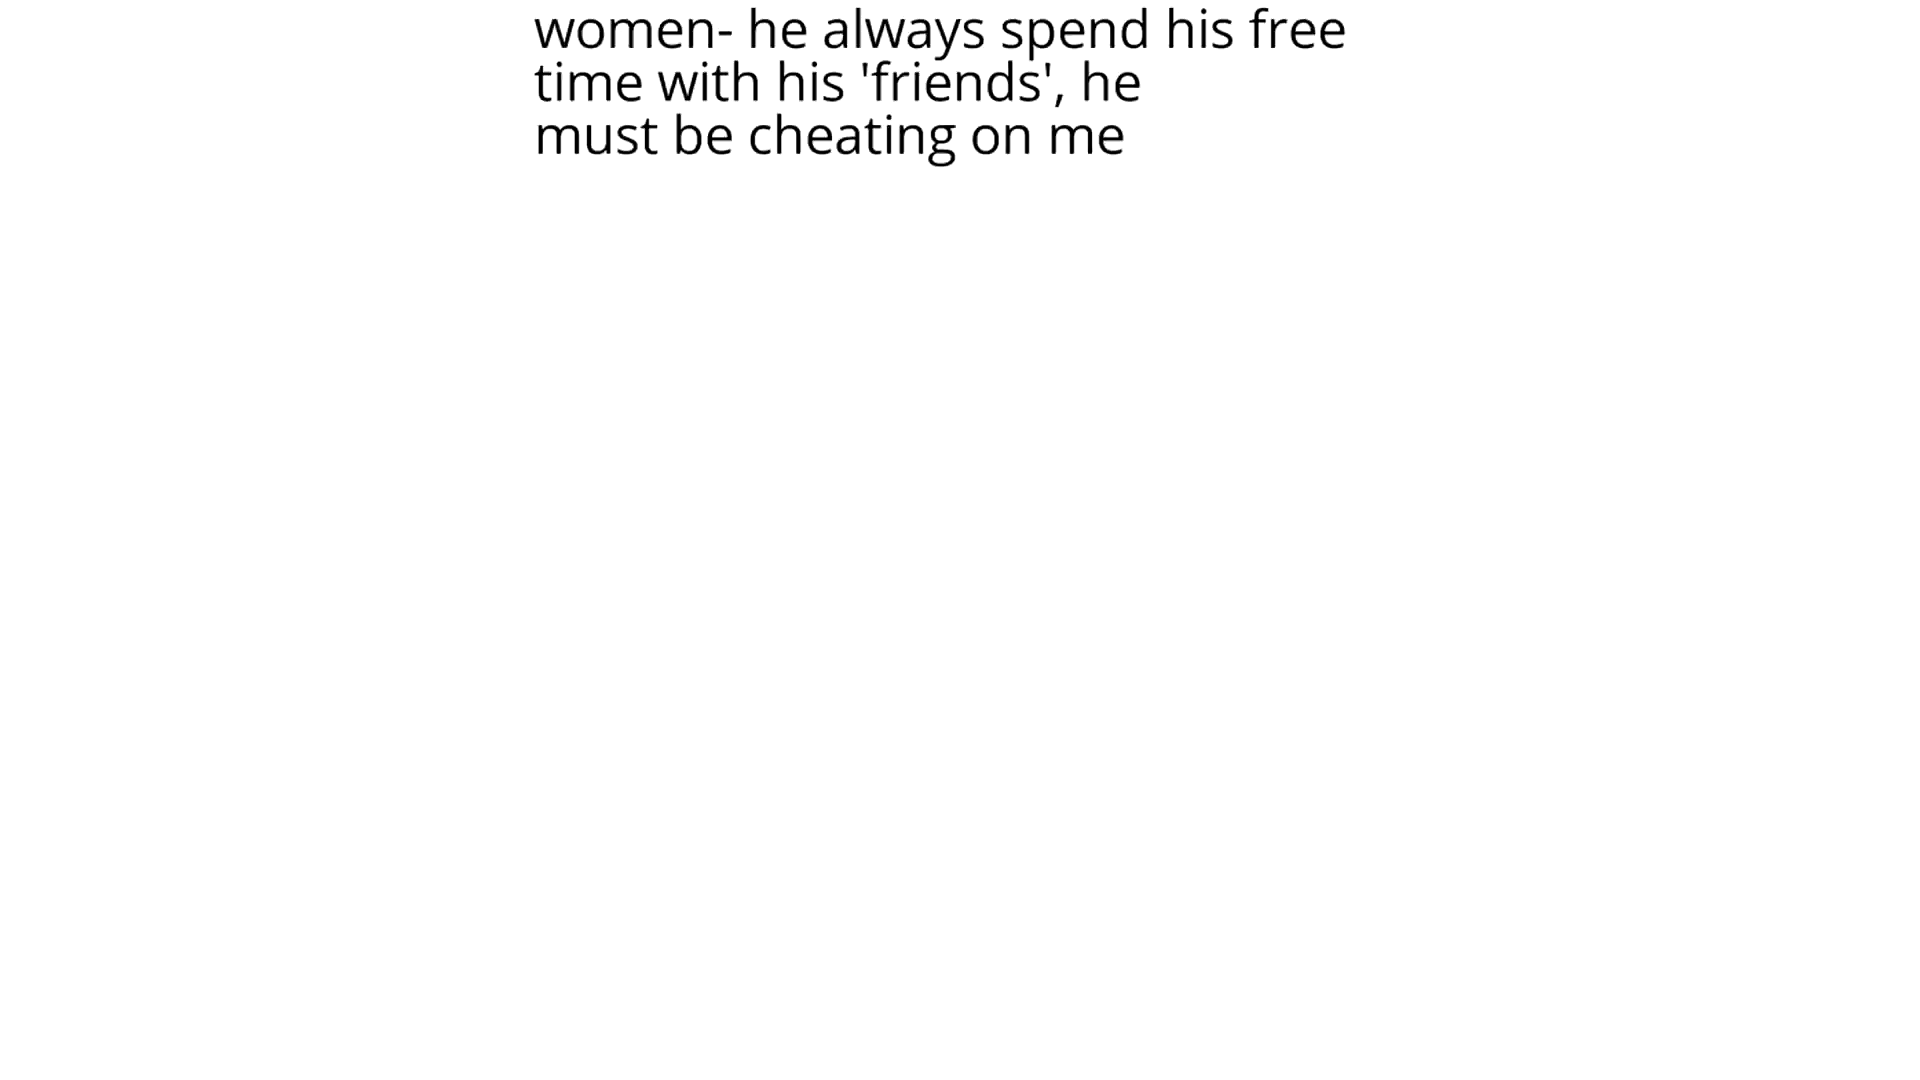 women- he always spend his free
time with his 'friends', he
must be cheating on me